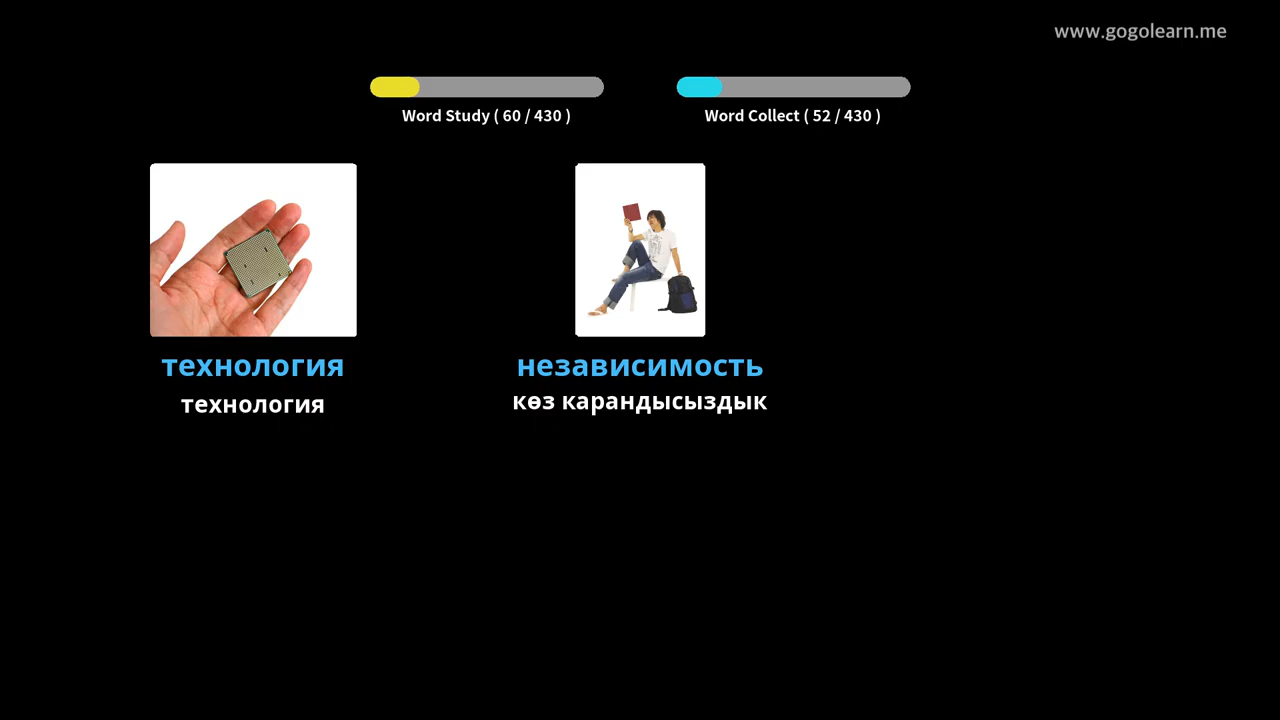 www.gogolearn.me
Word Study ( 60 / 430 )
Word Collect ( 52 / 430 )
технология
технология
независимость
көз карандысыздык